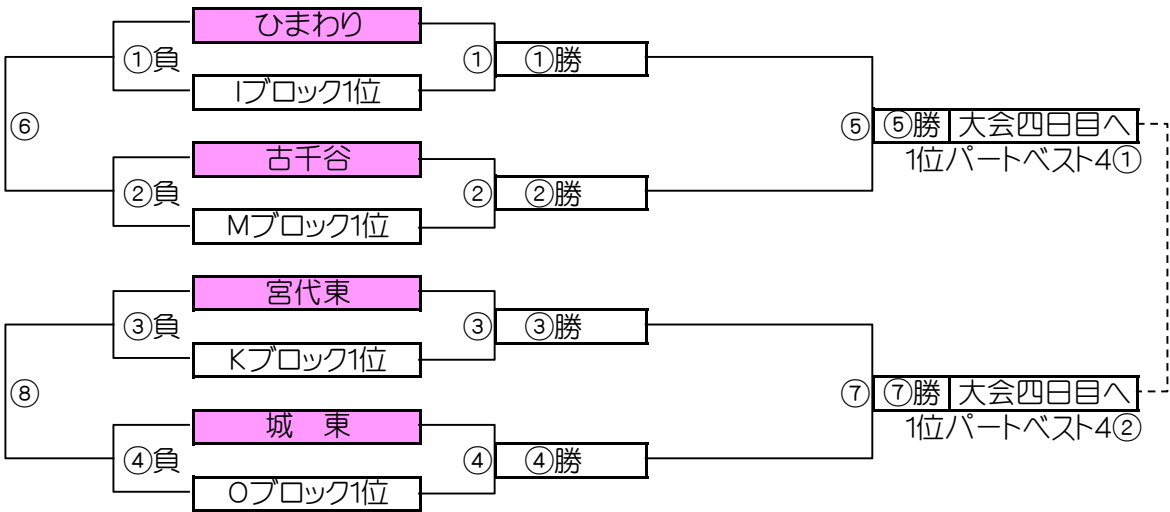 ひまわり
①負 ① ①勝
Iブロック1位
⑥ ⑤ ⑤勝 大会四日目へ
1位パートベスト4①
古千谷
②負 ② ②勝
Mブロック1位
宮代東
③負 ③ ③勝
Kブロック1位
⑧ ⑦ ⑦勝 大会四日目へ
1位パートベスト4②
城 東
④負 ④ ④勝
Oブロック1位